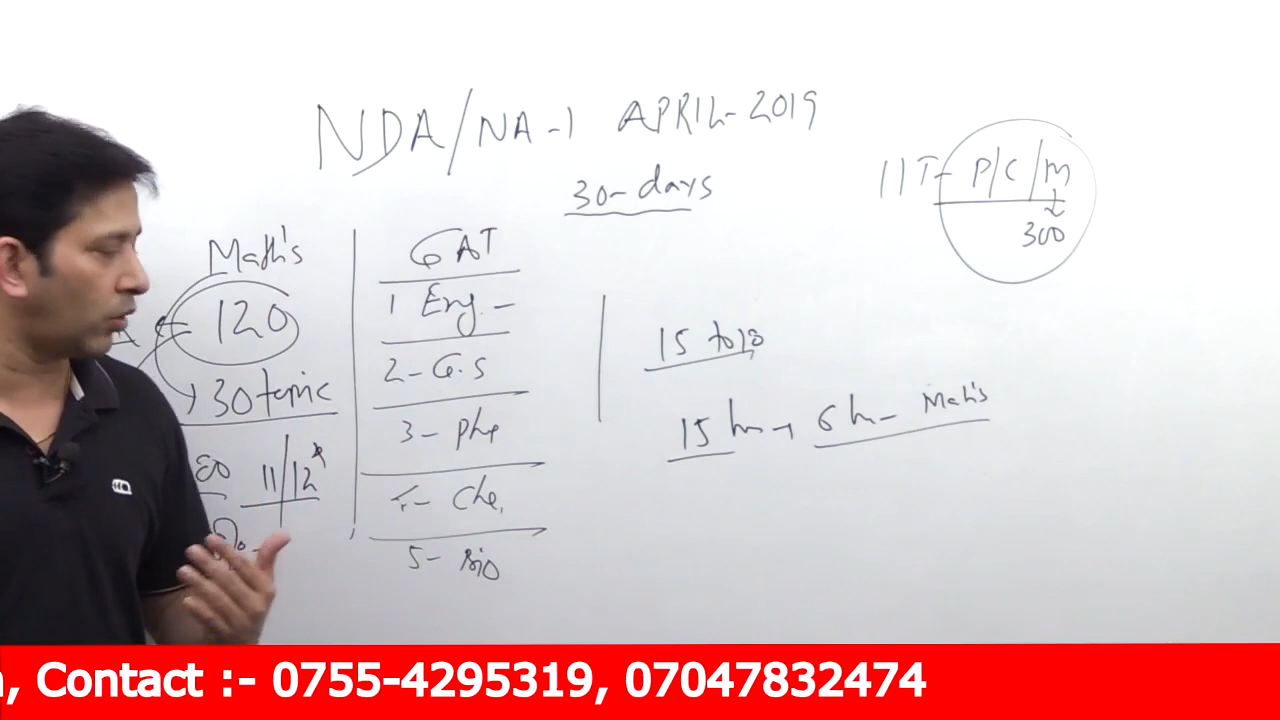 NDA/NA-1 APRIL-2019
30-days
IIT- P/C/M
300
Math's
120
30 topic
80 11/12
GAT
1 Eng.-
2-G.S
3- Phy
4- Che.
5- Bio
15 to 18
15 hr, 6 h- Math's
, Contact :- 0755-4295319, 07047832474